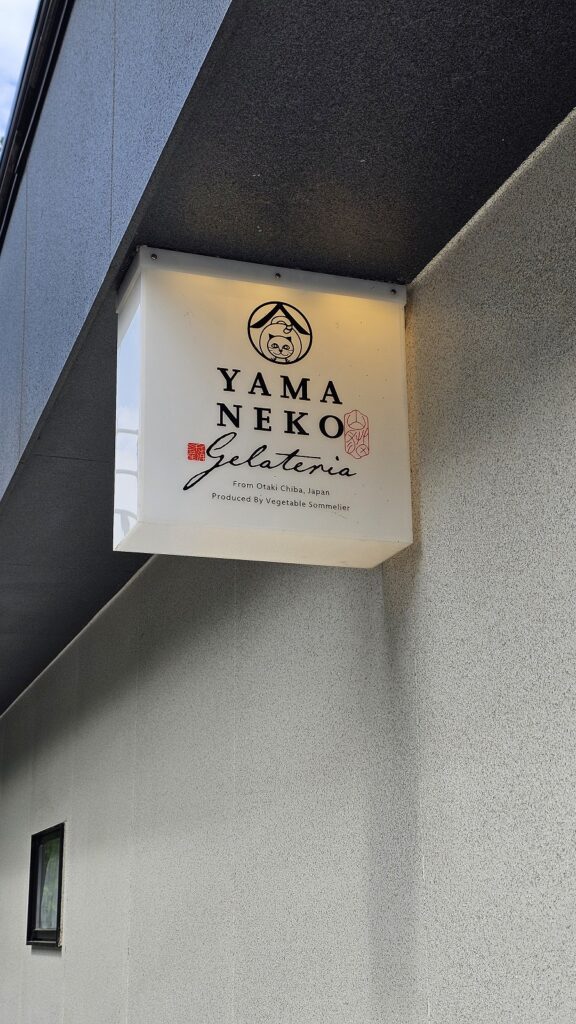 YAMA
NEKO
Gelateria
From Otaki Chiba, Japan
Produced By Vegetable Sommelier